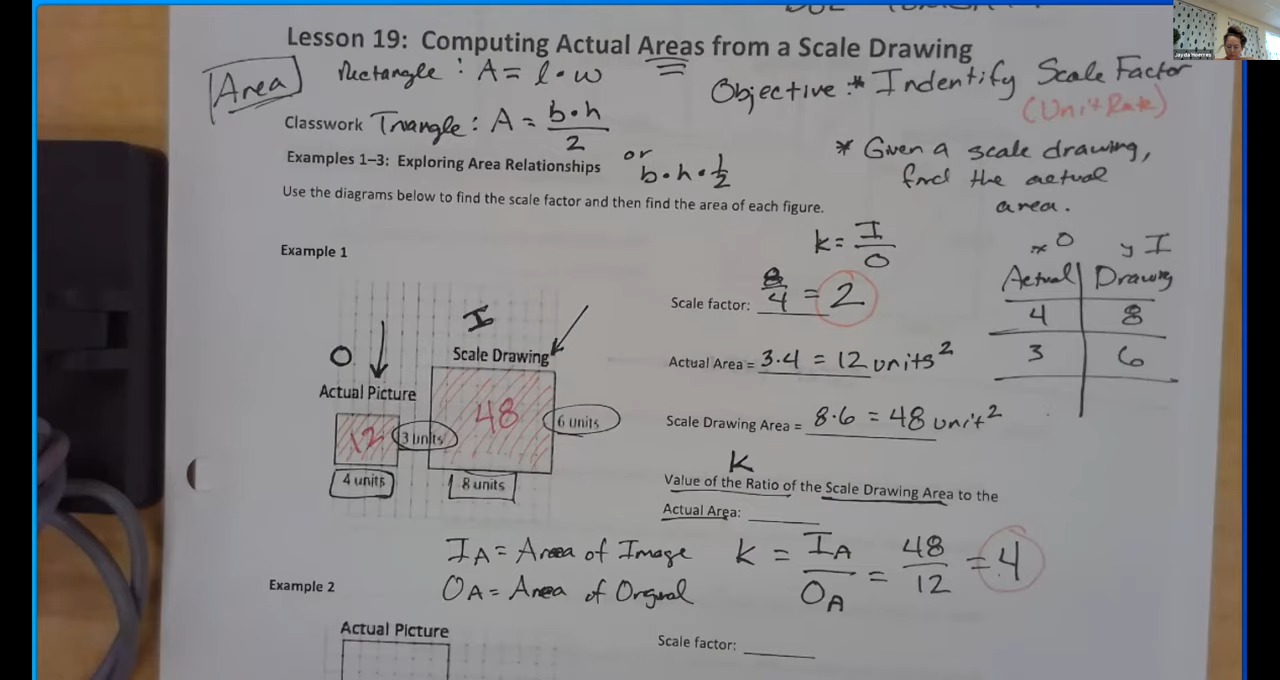 Lesson 19: Computing Actual Areas from a Scale Drawing
Area
Rectangle : A = l • w
Objective : * Indentify Scale Factor
(Unit Rate)
Classwork
Triangle : A = b • h / 2
or
b • h • 1/2
* Given a scale drawing,
find the actual
area.
Examples 1–3: Exploring Area Relationships
Use the diagrams below to find the scale factor and then find the area of each figure.
Example 1
k = I / O
x O y I
Actual Drawing
4 8
3 6
Scale factor: 8/4 = 2
I
O
Scale Drawing
Actual Picture
Actual Area = 3.4 = 12 units²
48
6 units
12
3 units
4 units
8 units
Scale Drawing Area = 8.6 = 48 unit²
K
Value of the Ratio of the Scale Drawing Area to the
Actual Area:
I A = Area of Image
O A = Area of Orginal
k = I A / O A = 48 / 12 = 4
Example 2
Actual Picture
Scale factor: